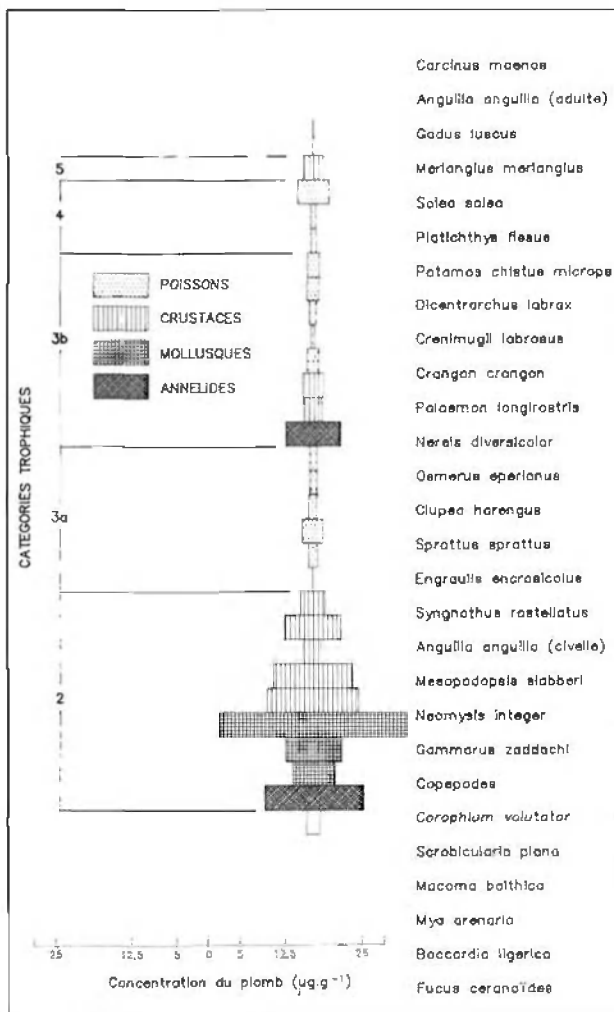 Carcinus maenas
Anguilla anguilla (adulte)
Gadus luscus
Merlangius merlangius
Solea solea
Platichthys flesus
Potamos chistus microps
Dicentrarchus labrax
Crenimugil labrosus
Crangon crangon
Palaemon longirostris
Nereis diversicolor
Osmerus eperlanus
Clupea harengus
Sprattus sprattus
Engraulis encrasicolus
Syngnathus rostellatus
Anguilla anguilla (civelle)
Mesopodopsis slabberi
Neomysis integer
Gammarus zaddachi
Copepodes
Corophium volutator
Scrobicularia plana
Macoma balthica
Mya arenaria
Boccardia ligerica
Fucus ceranoïdes
CATEGORIES TROPHIQUES
5
4
3b
3a
2
POISSONS
CRUSTACES
MOLLUSQUES
ANNELIDES
25 12,5 5 0 5 12,5 25
Concentration du plomb (µg.g⁻¹)